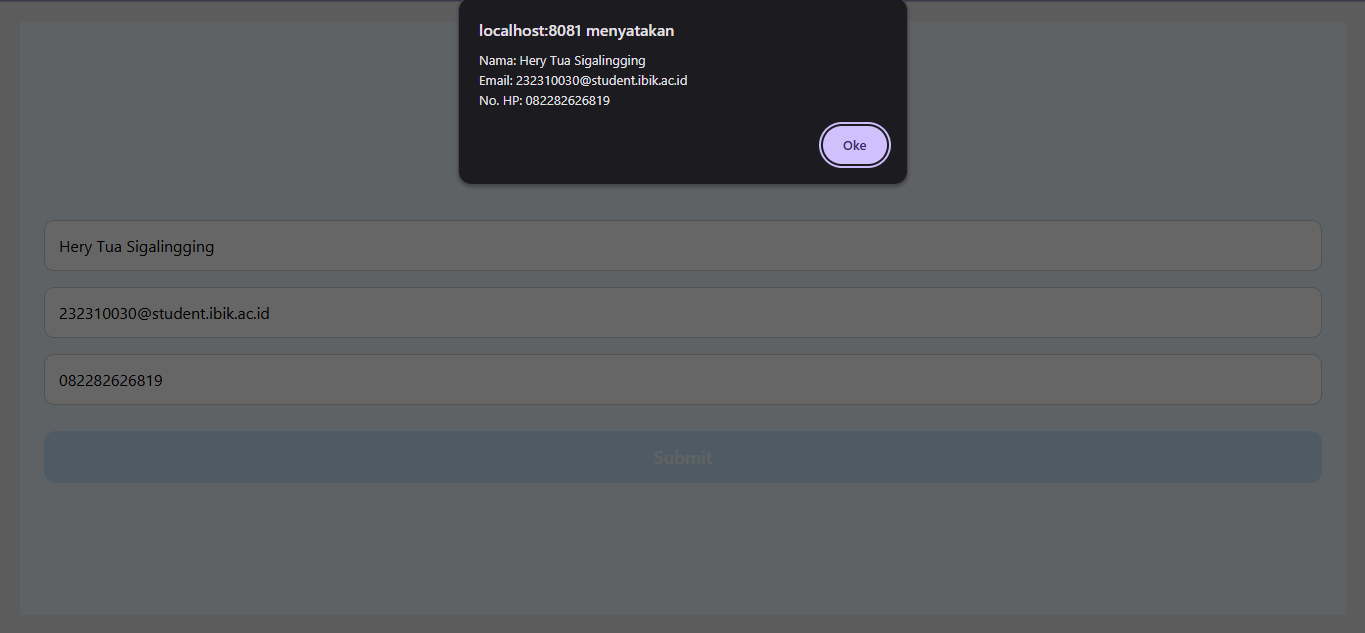 localhost:8081 menyatakan
Nama: Hery Tua Sigalingging
Email: 232310030@student.ibik.ac.id
No. HP: 082282626819
Oke
Hery Tua Sigalingging
232310030@student.ibik.ac.id
082282626819
Submit